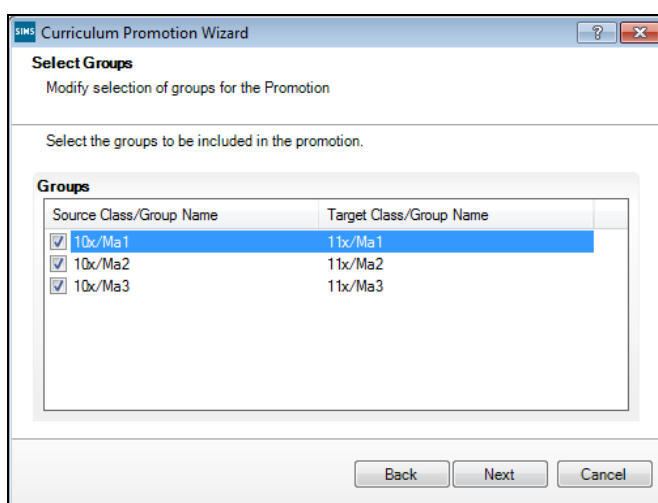 SIMS Curriculum Promotion Wizard ?
Select Groups
Modify selection of groups for the Promotion
Select the groups to be included in the promotion.
Groups
Source Class/Group Name Target Class/Group Name
10x/Ma1 11x/Ma1
10x/Ma2 11x/Ma2
10x/Ma3 11x/Ma3
Back Next Cancel